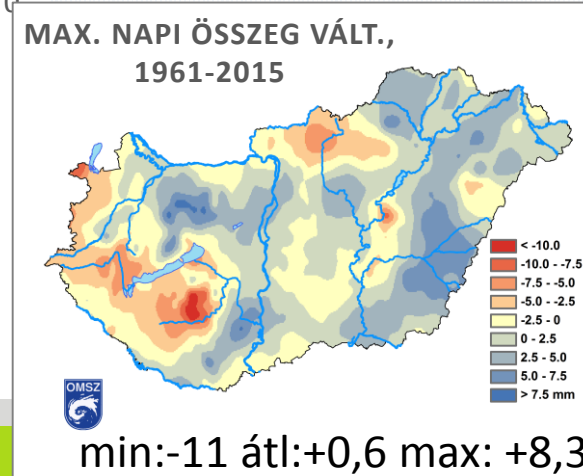 MAX. NAPI ÖSSZEG VÁLT.,
1961-2015
< -10.0
-10.0 - -7.5
-7.5 - -5.0
-5.0 - -2.5
-2.5 - 0
0 - 2.5
2.5 - 5.0
5.0 - 7.5
> 7.5 mm
OMSZ
min:-11 átl:+0,6 max: +8,3